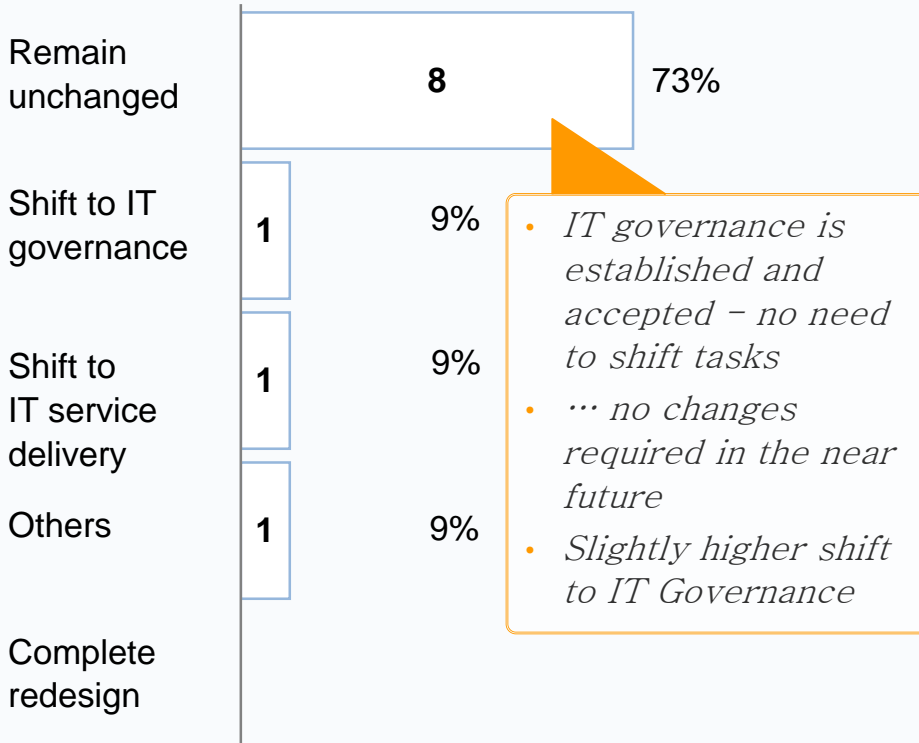 Remain
unchanged
8
73%
Shift to IT
governance
1
9%
Shift to
IT service
delivery
1
9%
Others
1
9%
Complete
redesign
• IT governance is
established and
accepted – no need
to shift tasks
• … no changes
required in the near
future
• Slightly higher shift
to IT Governance